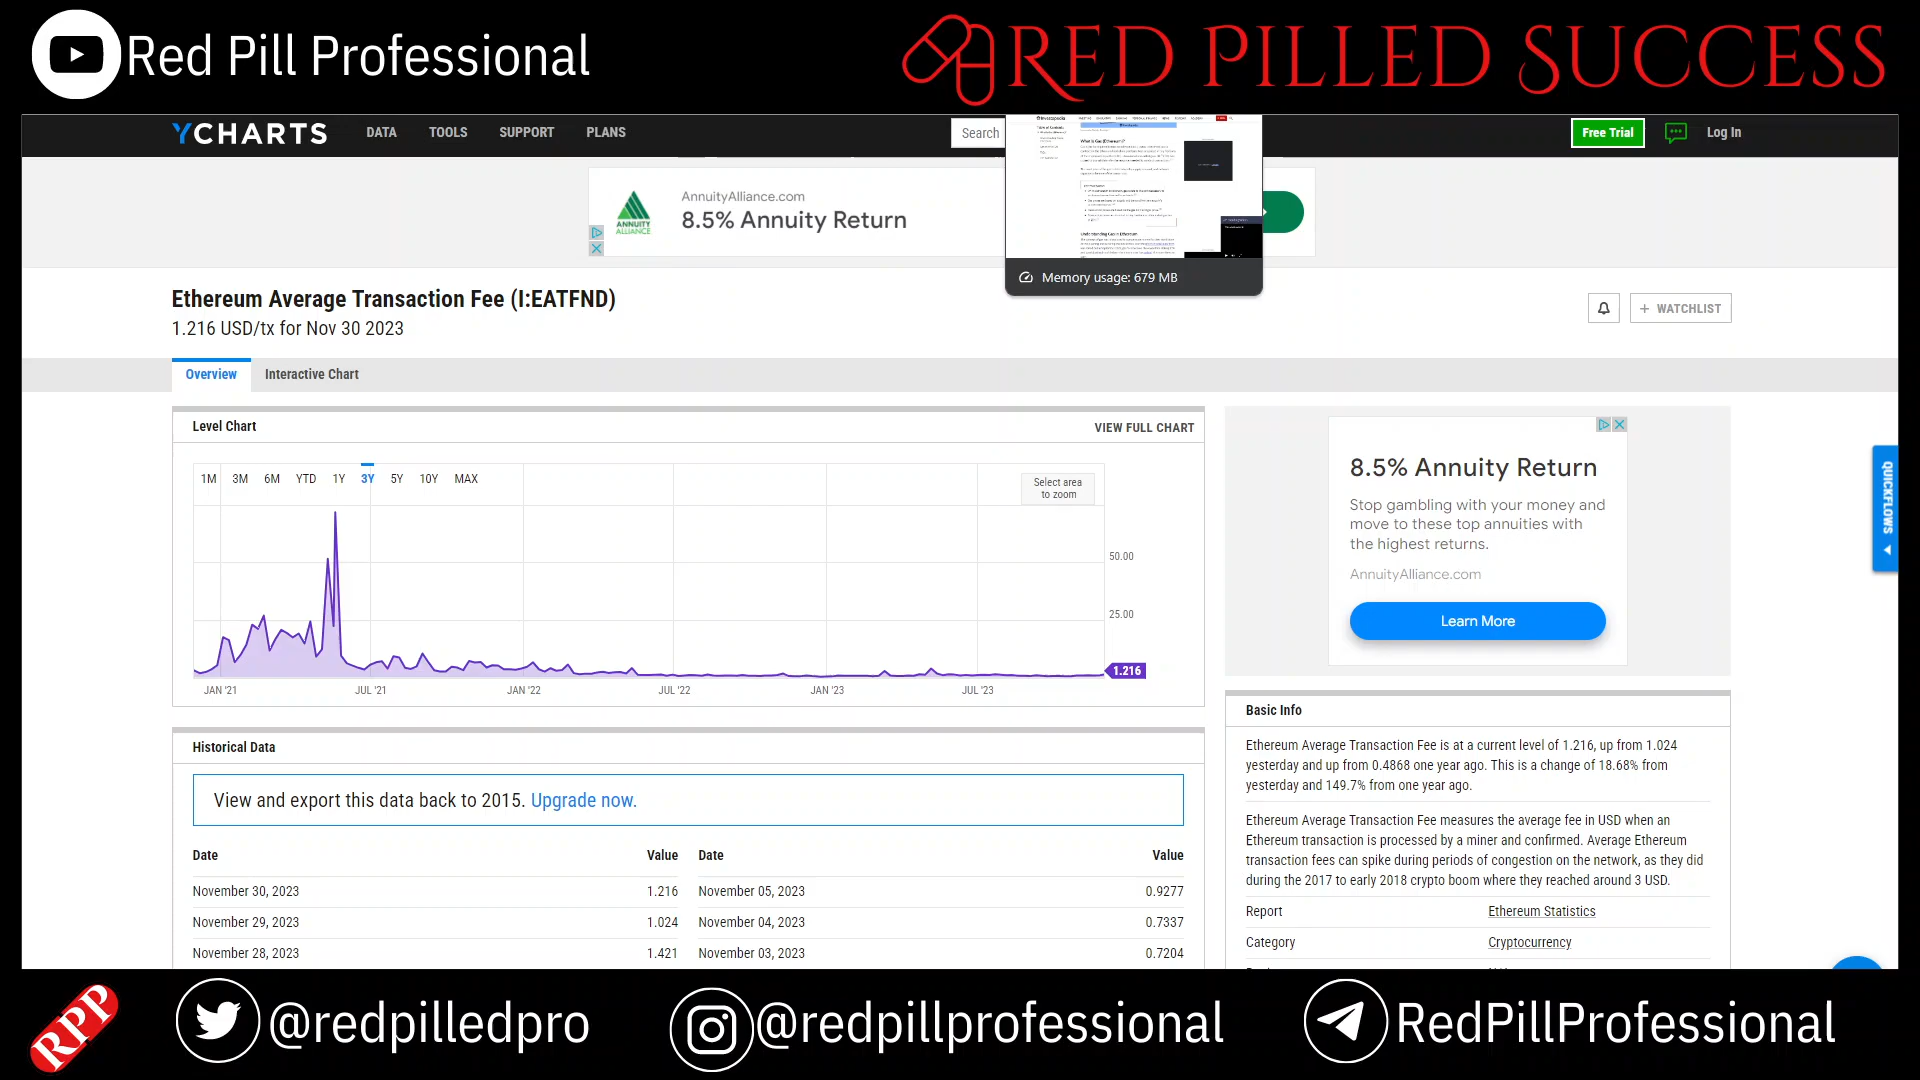 Red Pill Professional
RED PILLED SUCCESS
YCHARTS
DATA
TOOLS
SUPPORT
PLANS
Search
Free Trial
Log In
AnnuityAlliance.com
8.5% Annuity Return
ANNUITY
ALLIANCE
What Is Gas (Ethereum)?
Understanding Gas in Ethereum
Memory usage: 679 MB
Ethereum Average Transaction Fee (I:EATFND)
1.216 USD/tx for Nov 30 2023
+ WATCHLIST
Overview
Interactive Chart
Level Chart
VIEW FULL CHART
1M 3M 6M YTD 1Y 3Y 5Y 10Y MAX
Select area
to zoom
50.00
25.00
1.216
JAN '21 JUL '21 JAN '22 JUL '22 JAN '23 JUL '23
8.5% Annuity Return
Stop gambling with your money and
move to these top annuities with
the highest returns.
AnnuityAlliance.com
Learn More
QUICKFLOWS
Historical Data
View and export this data back to 2015. Upgrade now.
Date Value Date Value
November 30, 2023 1.216 November 05, 2023 0.9277
November 29, 2023 1.024 November 04, 2023 0.7337
November 28, 2023 1.421 November 03, 2023 0.7204
Basic Info
Ethereum Average Transaction Fee is at a current level of 1.216, up from 1.024
yesterday and up from 0.4868 one year ago. This is a change of 18.68% from
yesterday and 149.7% from one year ago.
Ethereum Average Transaction Fee measures the average fee in USD when an
Ethereum transaction is processed by a miner and confirmed. Average Ethereum
transaction fees can spike during periods of congestion on the network, as they did
during the 2017 to early 2018 crypto boom where they reached around 3 USD.
Report Ethereum Statistics
Category Cryptocurrency
RPP
@redpilledpro
@redpillprofessional
RedPillProfessional